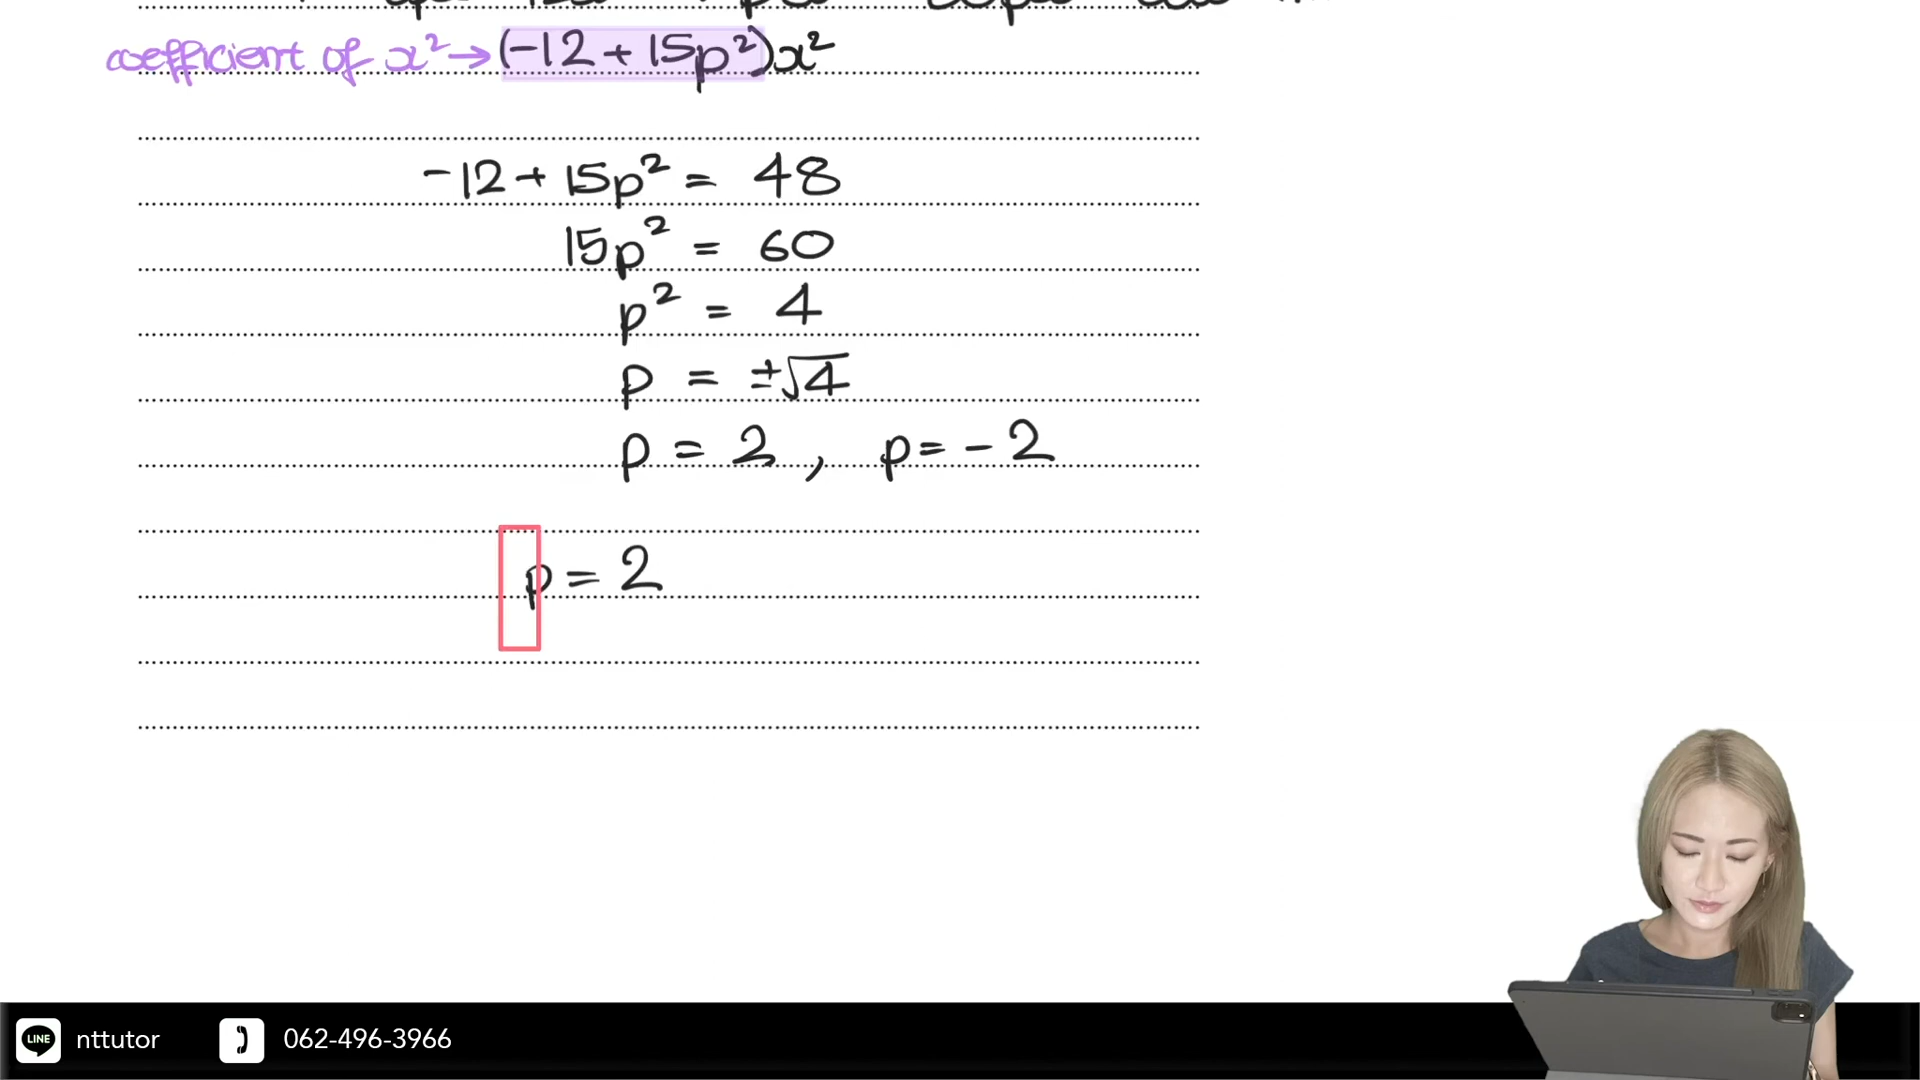 coefficient of x² → (-12 + 15p²)x²
-12 + 15p² = 48
15p² = 60
p² = 4
p = ±√4
p = 2 , p = -2
p = 2
LINE nttutor 062-496-3966